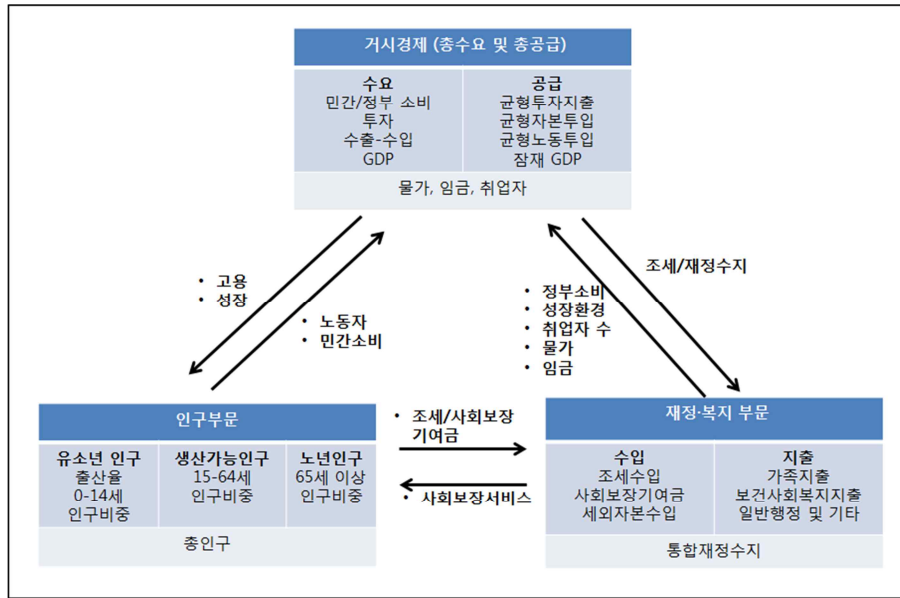 거시경제 (총수요 및 총공급)
수요
민간/정부 소비
투자
수출-수입
GDP
공급
균형투자지출
균형자본투입
균형노동투입
잠재 GDP
물가, 임금, 취업자
• 고용
• 성장
• 노동자
• 민간소비
• 정부소비
• 성장환경
• 취업자 수
• 물가
• 임금
조세/재정수지
인구부문
유소년 인구
출산율
0-14세
인구비중
생산가능인구
15-64세
인구비중
노년인구
65세 이상
인구비중
총인구
• 조세/사회보장
기여금
• 사회보장서비스
재정·복지 부문
수입
조세수입
사회보장기여금
세외자본수입
지출
가족지출
보건사회복지지출
일반행정 및 기타
통합재정수지